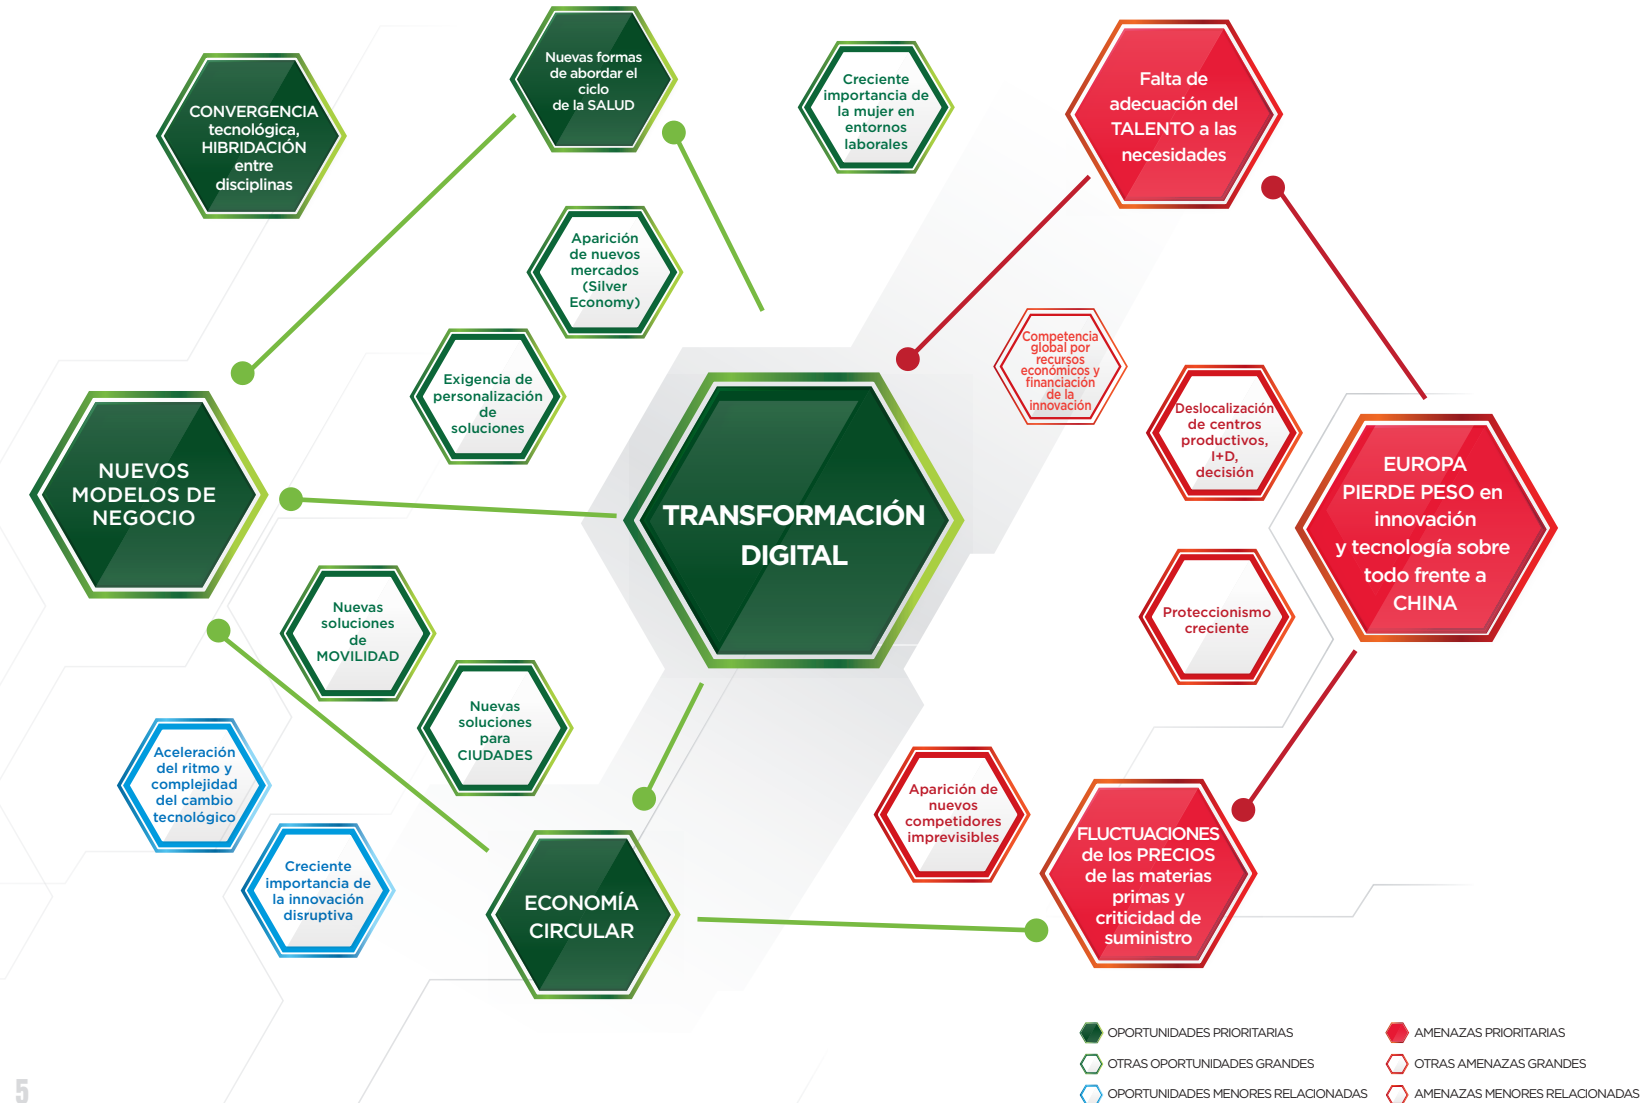 Nuevas formas
de abordar el
ciclo
de la SALUD
CONVERGENCIA
tecnológica,
HIBRIDACIÓN
entre
disciplinas
Creciente
importancia de
la mujer en
entornos
laborales
Falta de
adecuación del
TALENTO a las
necesidades
Aparición
de nuevos
mercados
(Silver
Economy)
Exigencia de
personalización
de
soluciones
Competencia
global por
recursos
económicos y
financiación
de la
innovación
Deslocalización
de centros
productivos,
I+D,
decisión
NUEVOS
MODELOS DE
NEGOCIO
TRANSFORMACIÓN
DIGITAL
EUROPA
PIERDE PESO en
innovación
y tecnología sobre
todo frente a
CHINA
Nuevas
soluciones
de
MOVILIDAD
Proteccionismo
creciente
Nuevas
soluciones
para
CIUDADES
Aceleración
del ritmo y
complejidad
del cambio
tecnológico
Aparición de
nuevos
competidores
imprevisibles
Creciente
importancia de
la innovación
disruptiva
ECONOMÍA
CIRCULAR
FLUCTUACIONES
de los PRECIOS
de las materias
primas y
criticidad de
suministro
OPORTUNIDADES PRIORITARIAS
OTRAS OPORTUNIDADES GRANDES
OPORTUNIDADES MENORES RELACIONADAS
AMENAZAS PRIORITARIAS
OTRAS AMENAZAS GRANDES
AMENAZAS MENORES RELACIONADAS
5